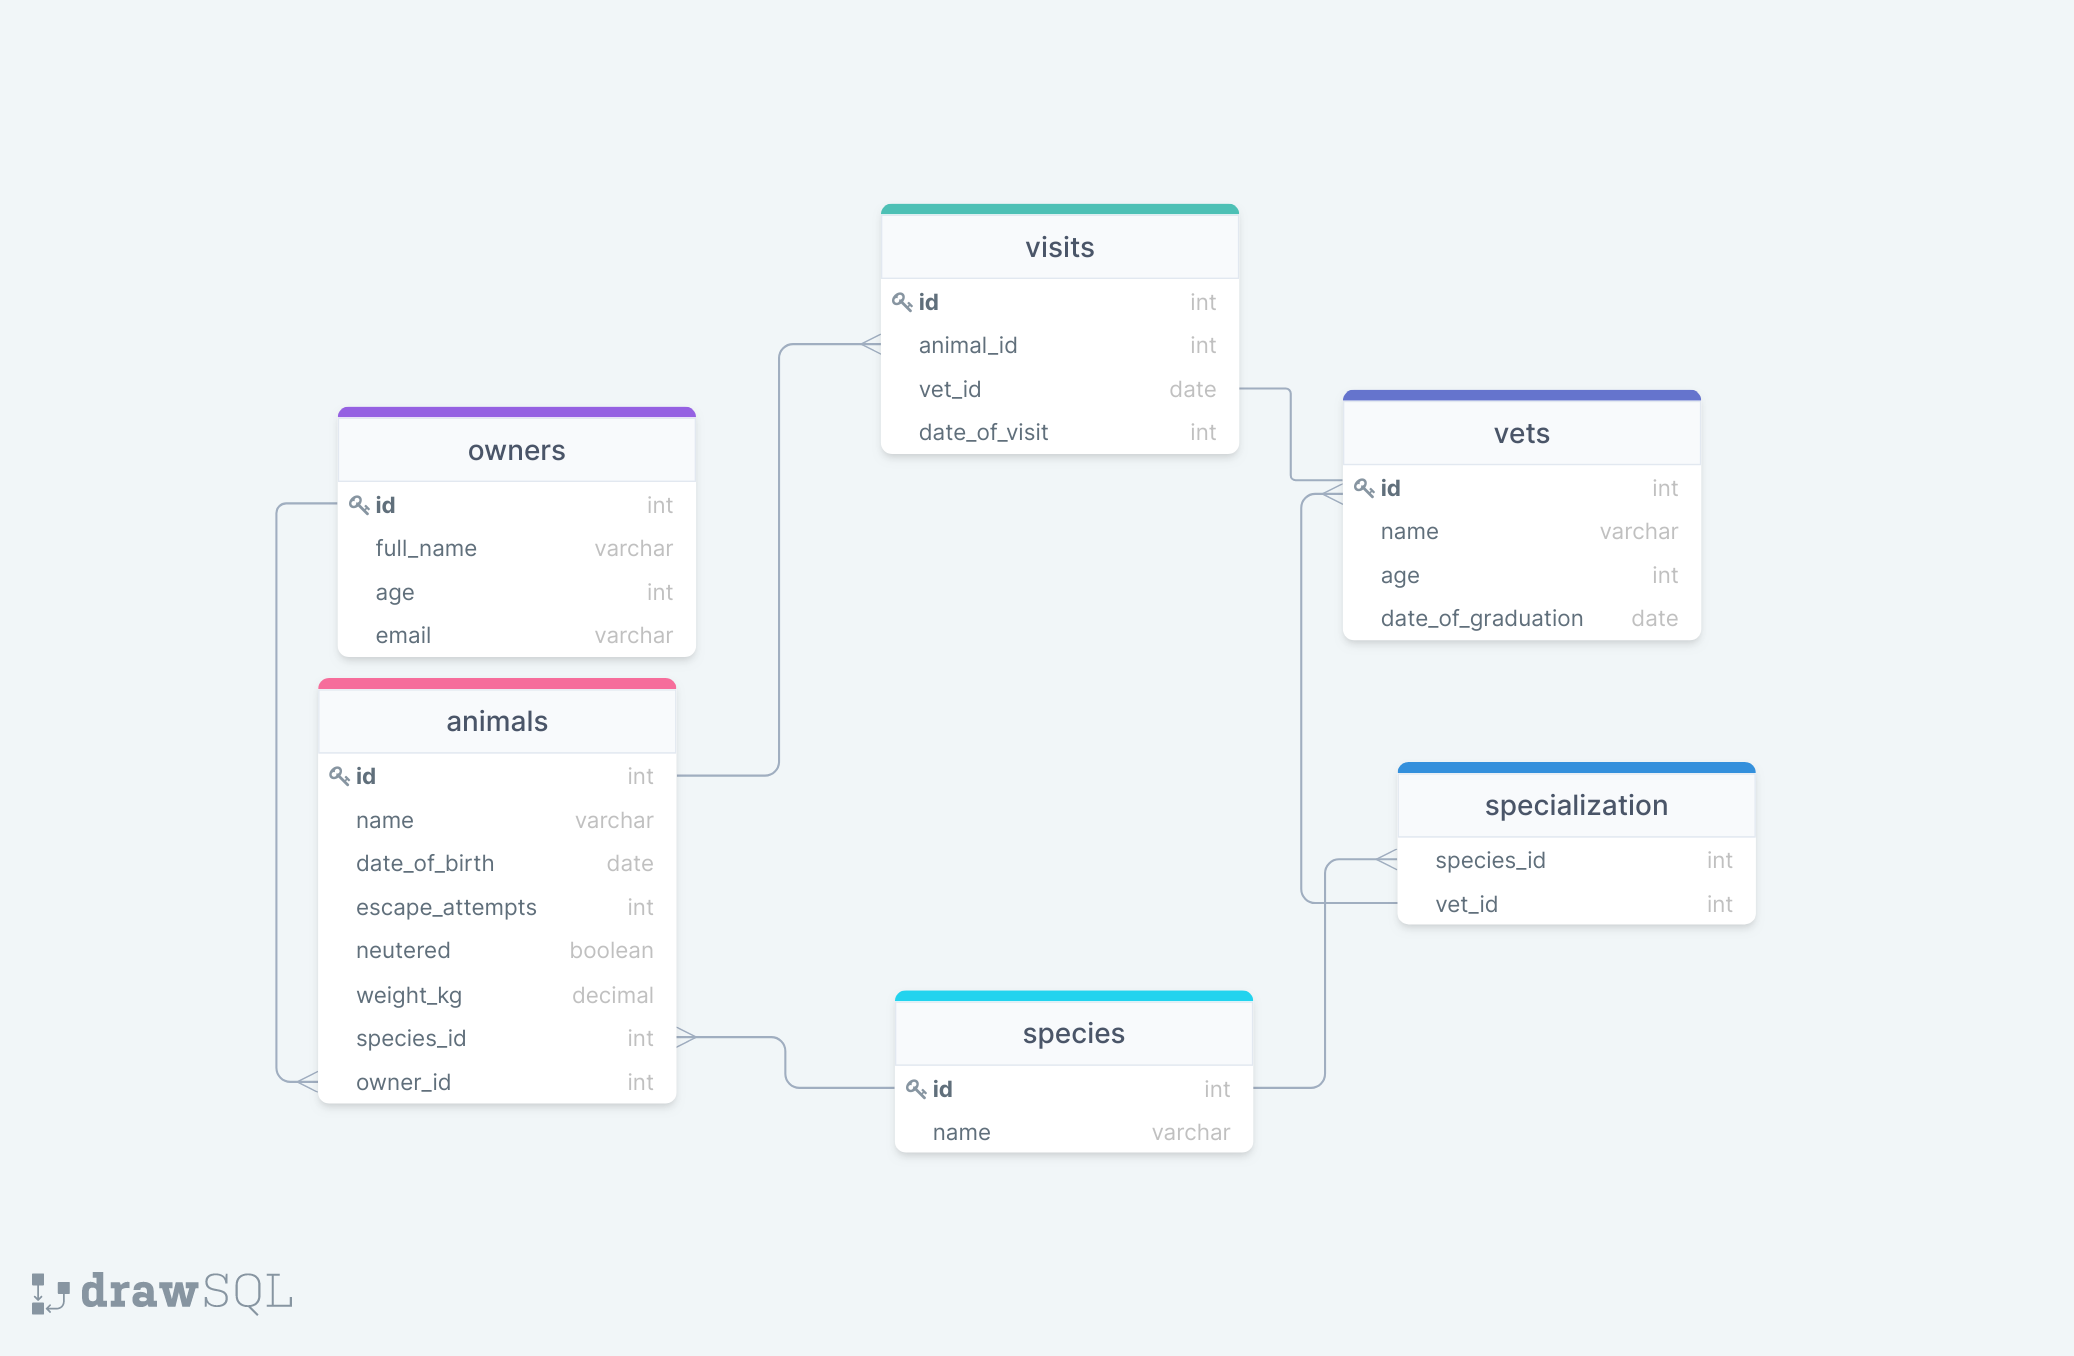 visits
id int
animal_id int
vet_id date
date_of_visit int
owners
id int
full_name varchar
age int
email varchar
vets
id int
name varchar
age int
date_of_graduation date
animals
id int
name varchar
date_of_birth date
escape_attempts int
neutered boolean
weight_kg decimal
species_id int
owner_id int
specialization
species_id int
vet_id int
species
id int
name varchar
drawSQL